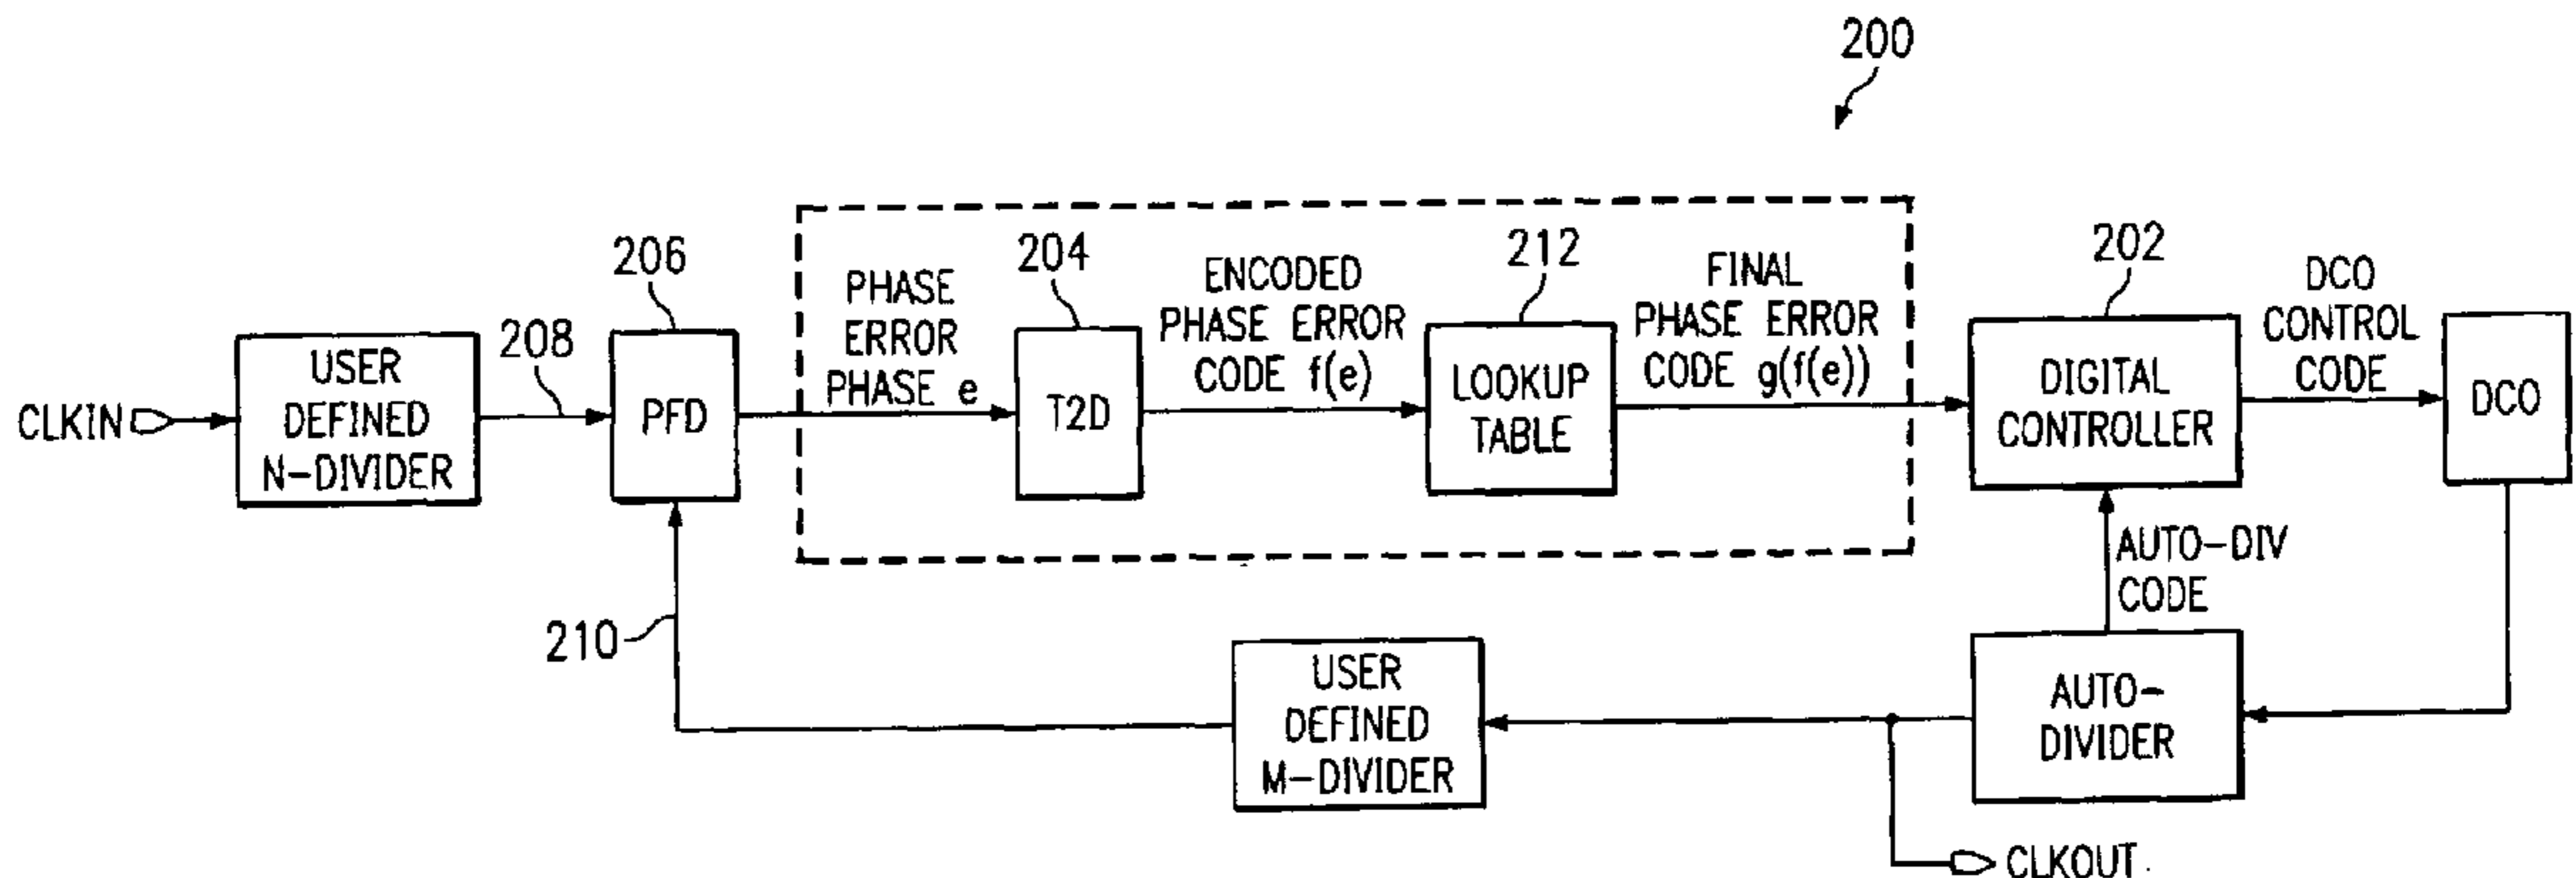 200
206
PHASE
ERROR
PHASE e
204
ENCODED
PHASE ERROR
CODE f(e)
212
FINAL
PHASE ERROR
CODE g(f(e))
202
DCO
CONTROL
CODE
CLKIN
USER
DEFINED
N-DIVIDER
208
PFD
T2D
LOOKUP
TABLE
DIGITAL
CONTROLLER
DCO
210
USER
DEFINED
M-DIVIDER
AUTO-DIV
CODE
AUTO-
DIVIDER
CLKOUT